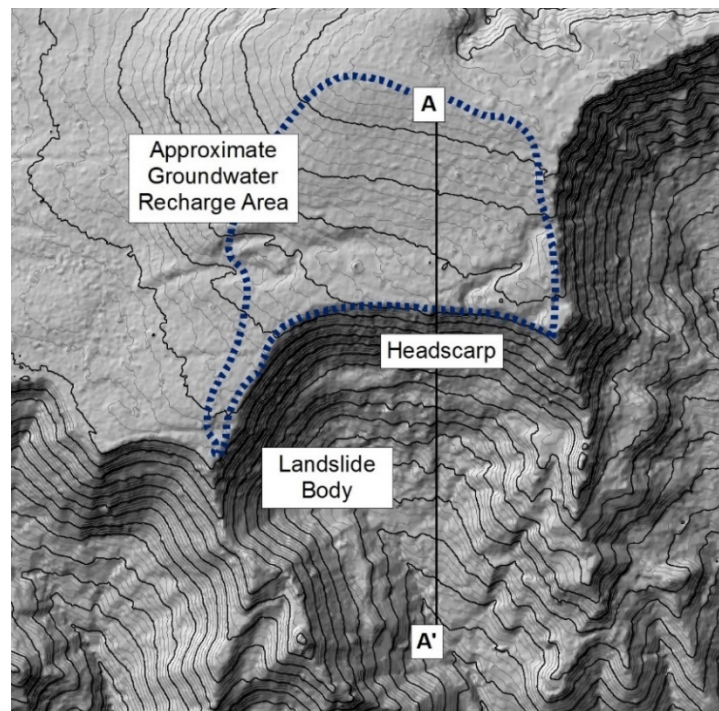 A
Approximate
Groundwater
Recharge Area
Headscarp
Landslide
Body
A'